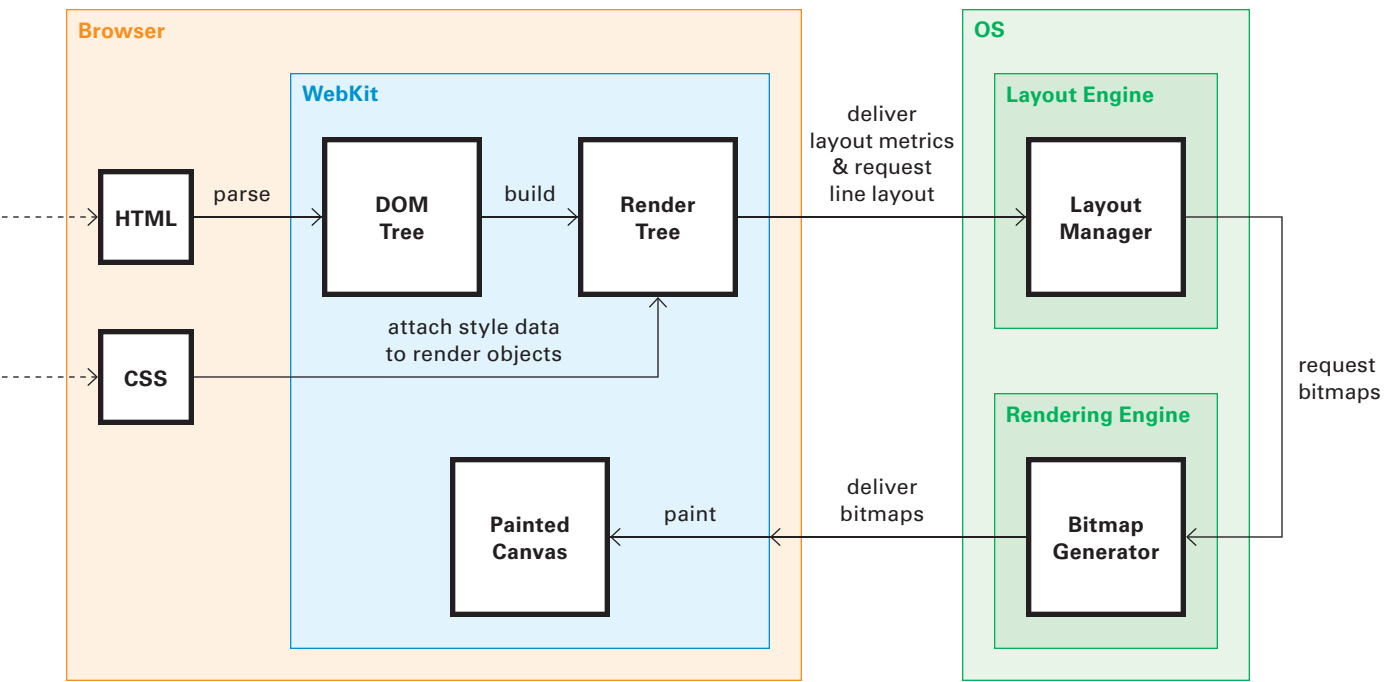 Browser
OS
WebKit
Layout Engine
deliver
layout metrics
& request
line layout
HTML
parse
DOM
Tree
build
Render
Tree
Layout
Manager
attach style data
to render objects
CSS
request
bitmaps
Rendering Engine
Painted
Canvas
paint
deliver
bitmaps
Bitmap
Generator